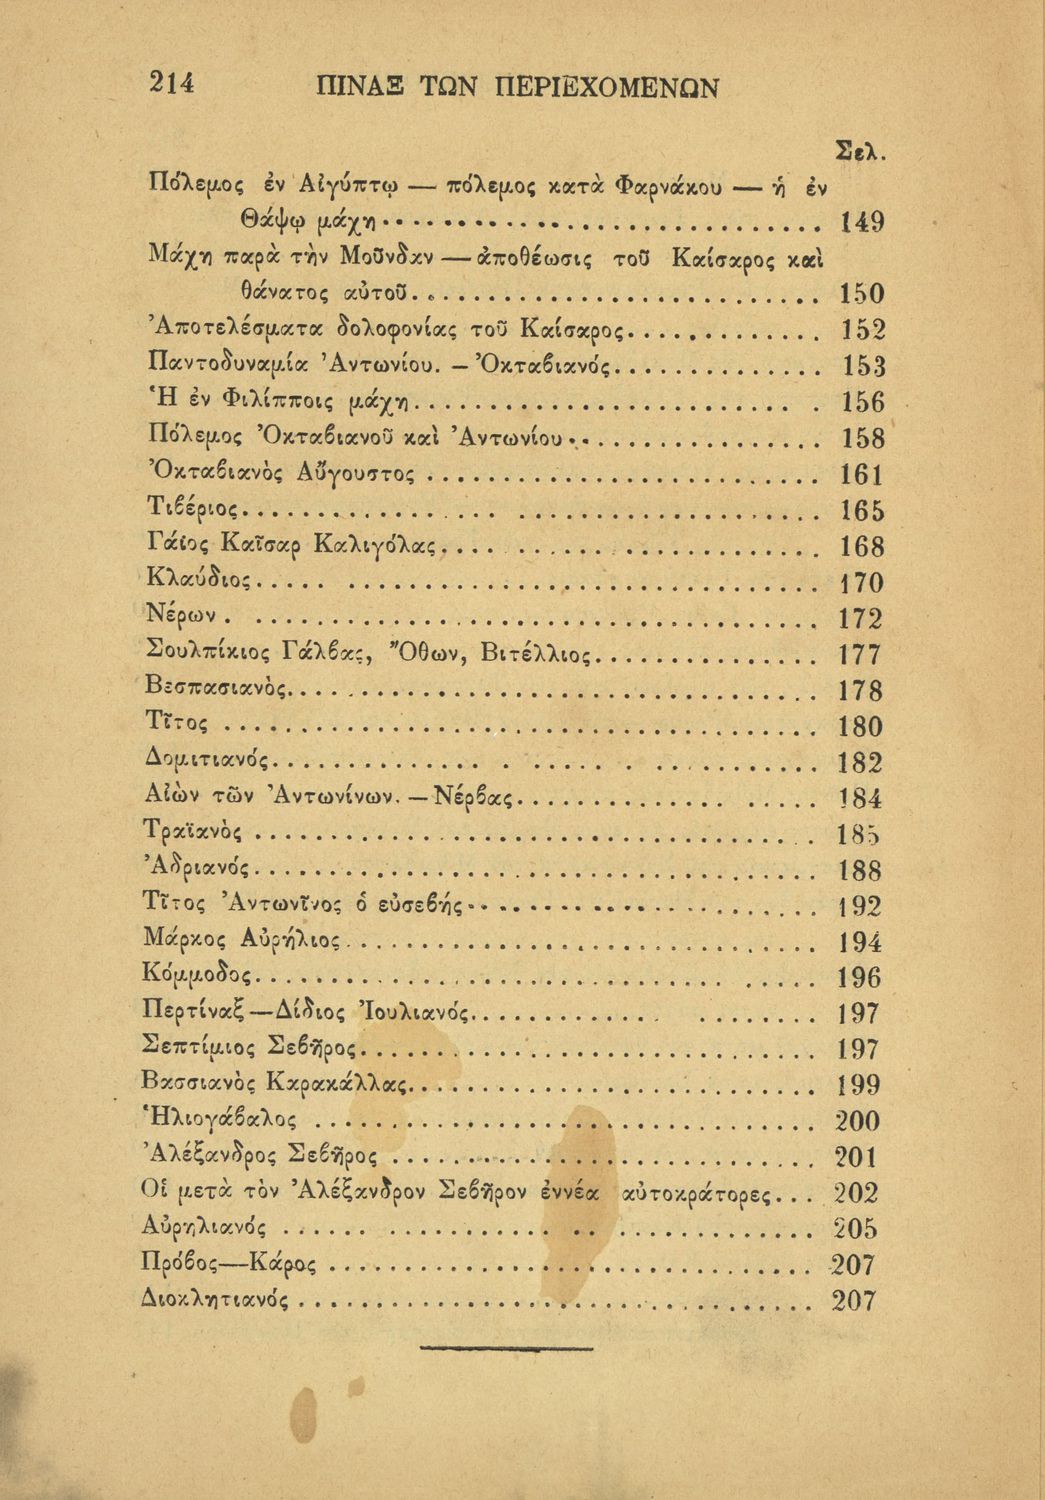 214 ΠΙΝΑΞ ΤΩΝ ΠΕΡΙΕΧΟΜΕΝΩΝ
Σελ.
Πόλεμος ἐν Αἰγύπτῳ — πόλεμος κατὰ Φαρνάκου — ἡ ἐν
Θάψῳ μάχη 149
Μάχη παρὰ τὴν Μοῦνδαν — ἀποθέωσις τοῦ Καίσαρος καὶ
θάνατος αὐτοῦ 150
Ἀποτελέσματα δολοφονίας τοῦ Καίσαρος 152
Παντοδυναμία Ἀντωνίου. — Ὀκταβιανός 153
Ἡ ἐν Φιλίπποις μάχη 156
Πόλεμος Ὀκταβιανοῦ καὶ Ἀντωνίου 158
Ὀκταβιανὸς Αὔγουστος 161
Τιβέριος 165
Γάϊος Καῖσαρ Καλιγόλας 168
Κλαύδιος 170
Νέρων 172
Σουλπίκιος Γάλβας, Ὄθων, Βιτέλλιος 177
Βεσπασιανὸς 178
Τῖτος 180
Δομιτιανός 182
Αἰὼν τῶν Ἀντωνίνων. — Νέρβας 184
Τραϊανὸς 185
Ἀδριανός 188
Τῖτος Ἀντωνῖνος ὁ εὐσεβής 192
Μάρκος Αὐρήλιος 194
Κόμμοδος 196
Περτίναξ — Δίδιος Ἰουλιανός 197
Σεπτίμιος Σεβῆρος 197
Βασσιανὸς Καρακάλλας 199
Ἡλιογάβαλος 200
Ἀλέξανδρος Σεβῆρος 201
Οἱ μετὰ τὸν Ἀλέξανδρον Σεβῆρον ἐννέα αὐτοκράτορες 202
Αὐρηλιανός 205
Πρόβος—Κάρος 207
Διοκλητιανός 207